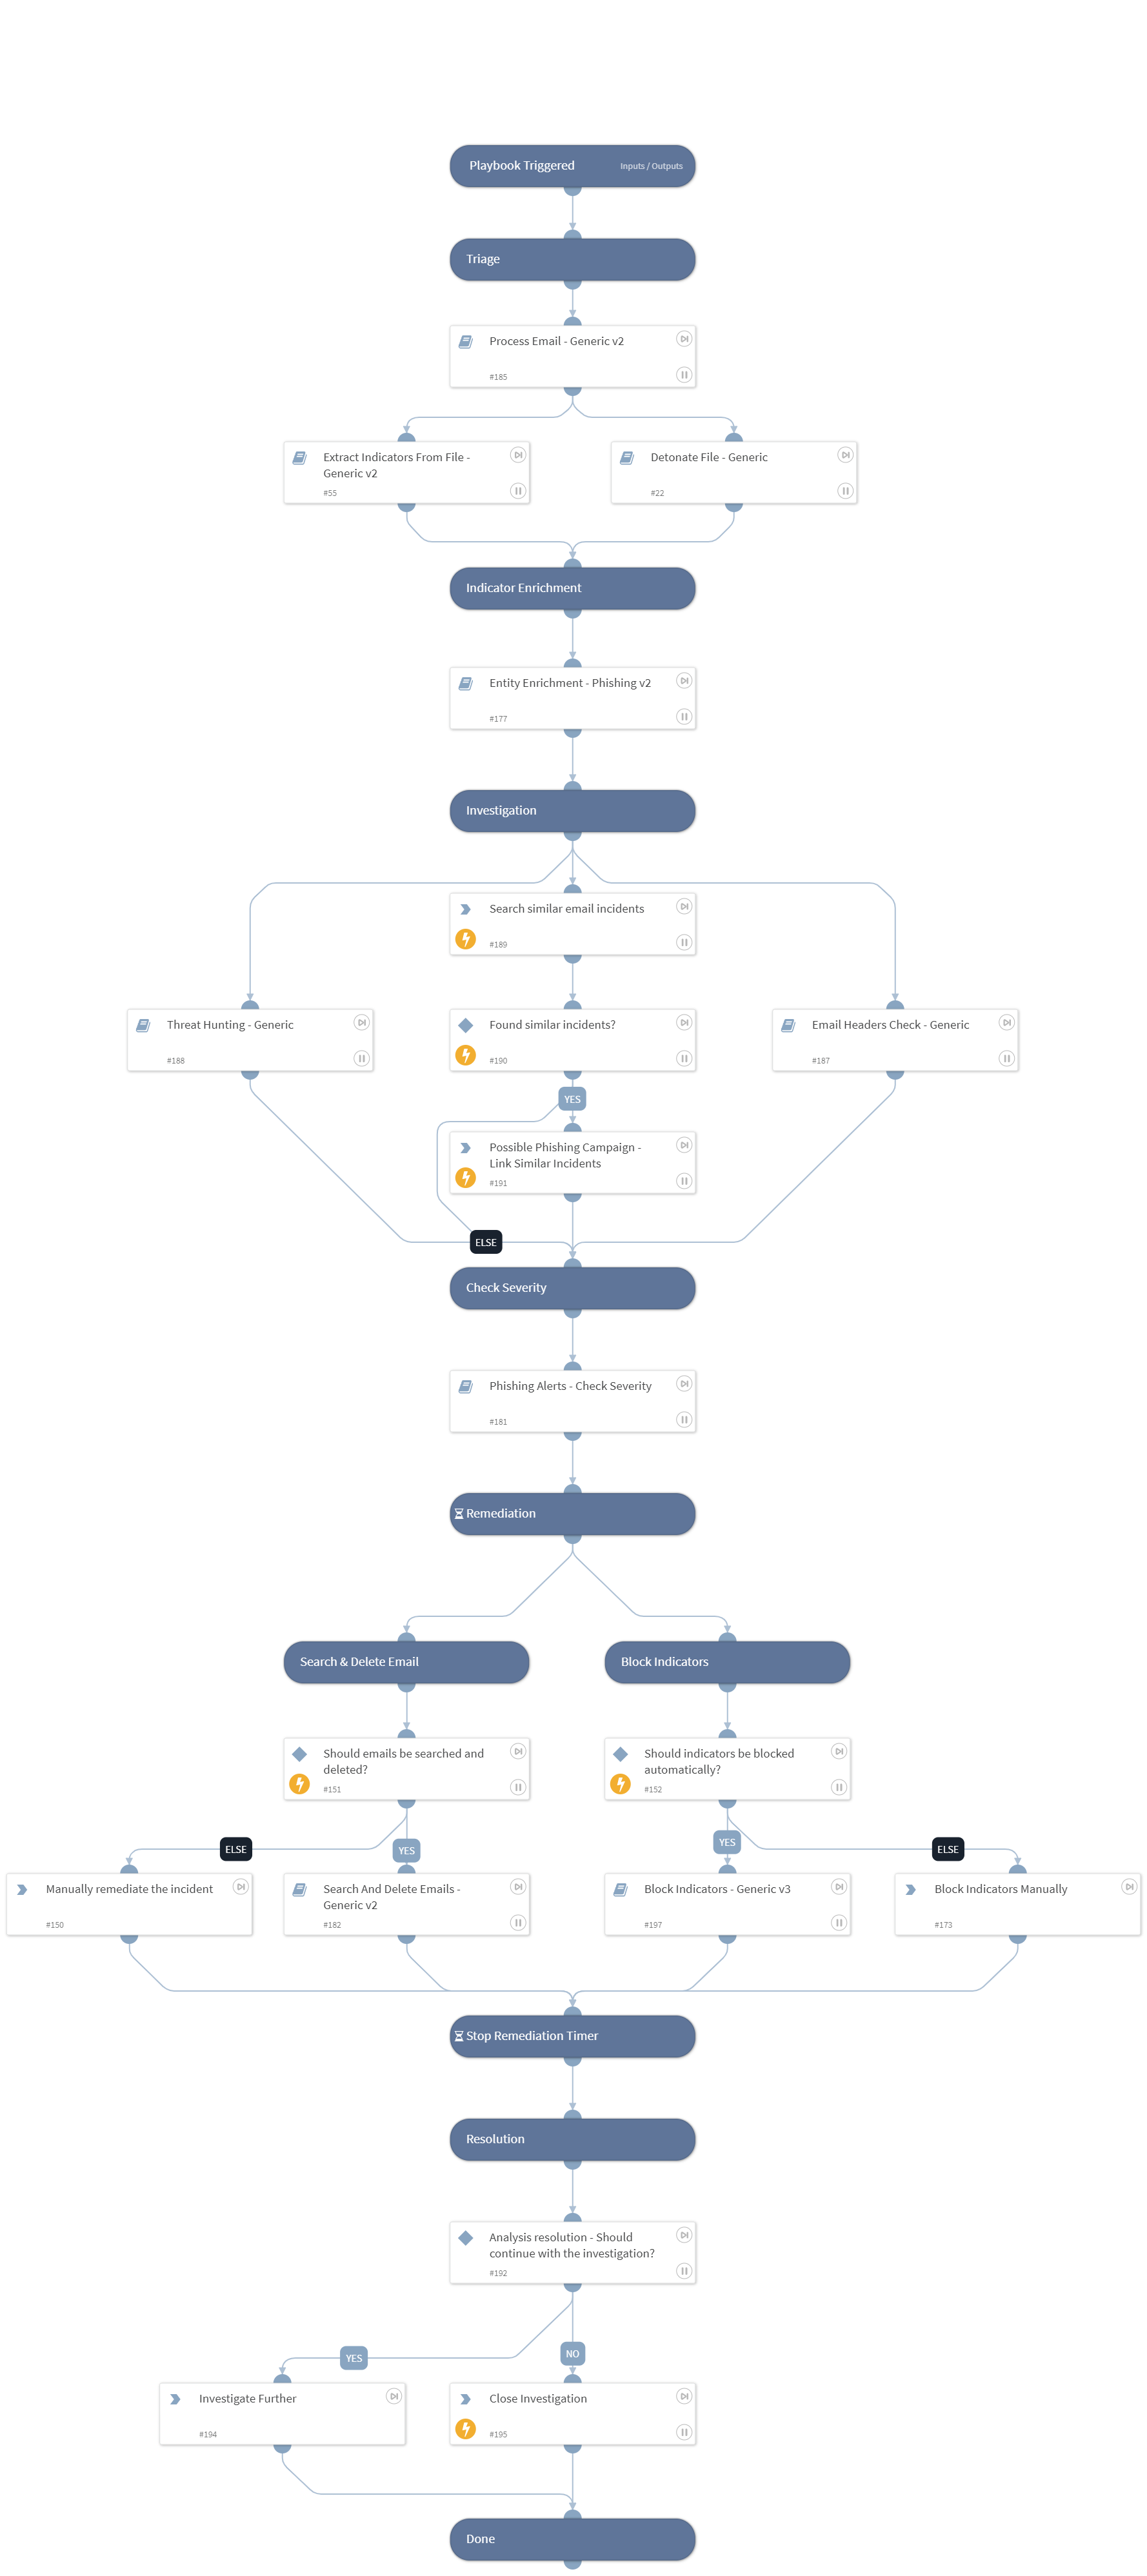 Playbook Triggered
Inputs / Outputs
Triage
Process Email - Generic v2
#185
Extract Indicators From File -
Generic v2
#55
Detonate File - Generic
#22
Indicator Enrichment
Entity Enrichment - Phishing v2
#177
Investigation
Search similar email incidents
#189
Threat Hunting - Generic
#188
Found similar incidents?
#190
Email Headers Check - Generic
#187
YES
Possible Phishing Campaign -
Link Similar Incidents
#191
ELSE
Check Severity
Phishing Alerts - Check Severity
#181
Remediation
Search & Delete Email
Block Indicators
Should emails be searched and
deleted?
#151
Should indicators be blocked
automatically?
#152
ELSE
YES
YES
ELSE
Manually remediate the incident
#150
Search And Delete Emails -
Generic v2
#182
Block Indicators - Generic v3
#197
Block Indicators Manually
#173
Stop Remediation Timer
Resolution
Analysis resolution - Should
continue with the investigation?
#192
YES
NO
Investigate Further
#194
Close Investigation
#195
Done